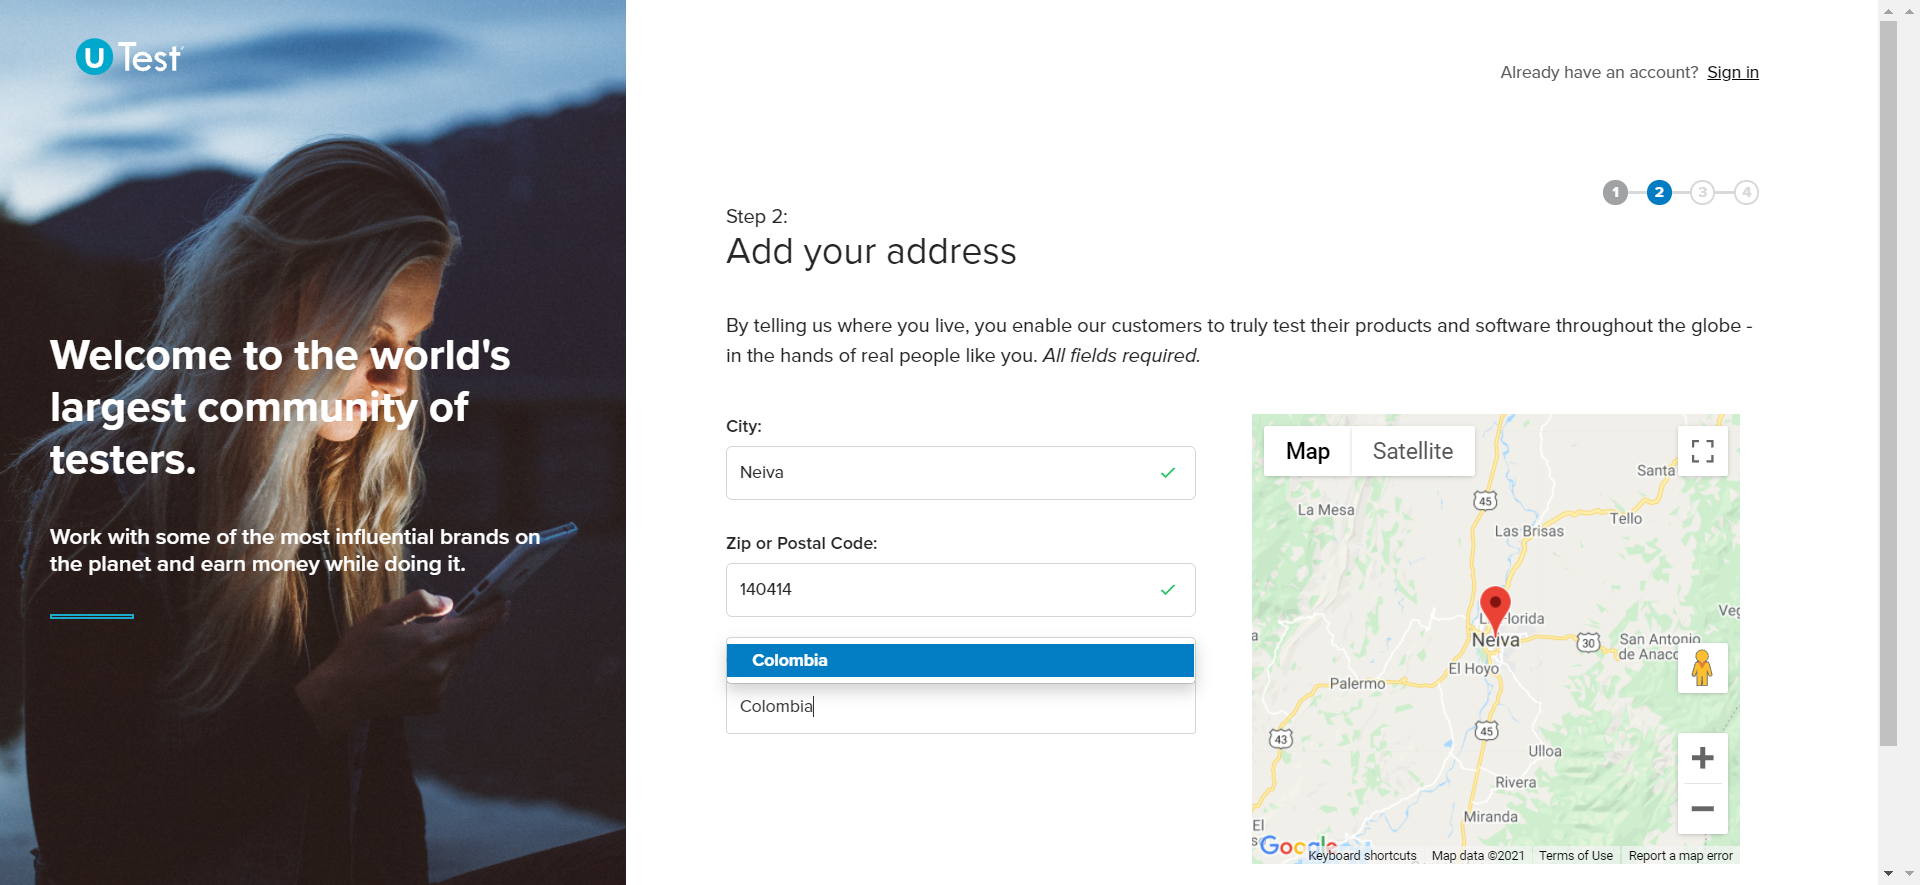 U Test
Welcome to the world's
largest community of
testers.
Work with some of the most influential brands on
the planet and earn money while doing it.
Already have an account? Sign in
1 2 3 4
Step 2:
Add your address
By telling us where you live, you enable our customers to truly test their products and software throughout the globe -
in the hands of real people like you. All fields required.
City:
Neiva
Zip or Postal Code:
140414
Colombia
Colombia
Map Satellite
Santa
45
La Mesa
Tello
Las Brisas
Florida
Neiva
30
San Antonio
de Anaco
El Hoyo
Palermo
43
45
Ulloa
Rivera
Miranda
El
Google
Keyboard shortcuts Map data ©2021 Terms of Use Report a map error